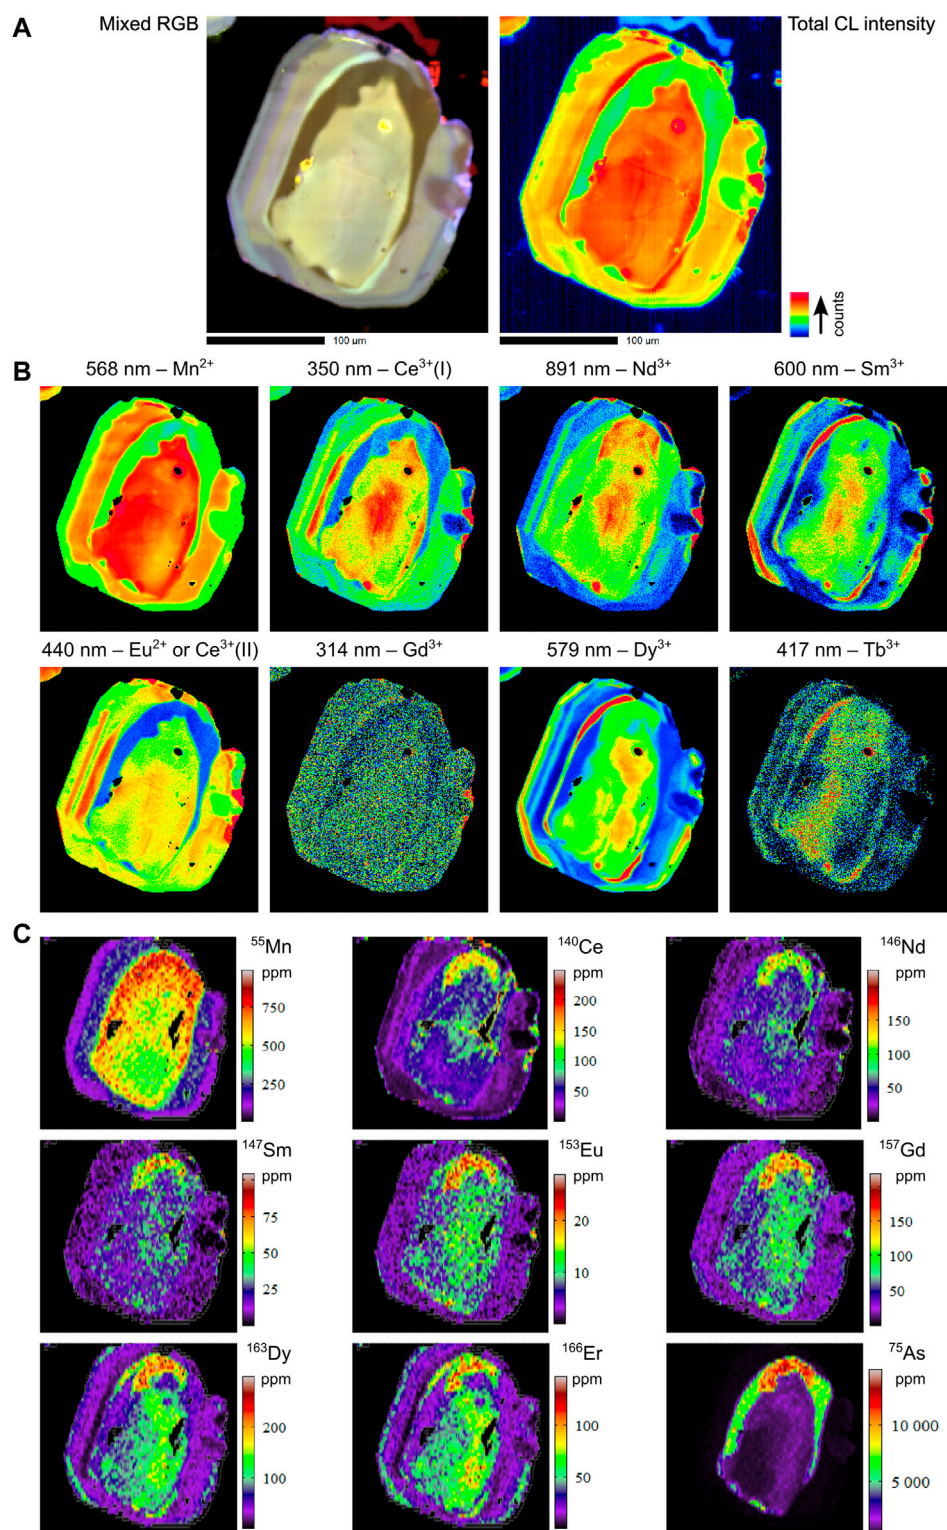 A
Mixed RGB
Total CL intensity
counts
100 µm
100 µm
B
568 nm – Mn²⁺
350 nm – Ce³⁺(I)
891 nm – Nd³⁺
600 nm – Sm³⁺
440 nm – Eu²⁺ or Ce³⁺(II)
314 nm – Gd³⁺
579 nm – Dy³⁺
417 nm – Tb³⁺
C
⁵⁵Mn
ppm
750
500
250
¹⁴⁰Ce
ppm
200
150
100
50
¹⁴⁶Nd
ppm
150
100
50
¹⁴⁷Sm
ppm
75
50
25
¹⁵³Eu
ppm
20
10
¹⁵⁷Gd
ppm
150
100
50
¹⁶³Dy
ppm
200
100
¹⁶⁶Er
ppm
100
50
⁷⁵As
ppm
10 000
5 000